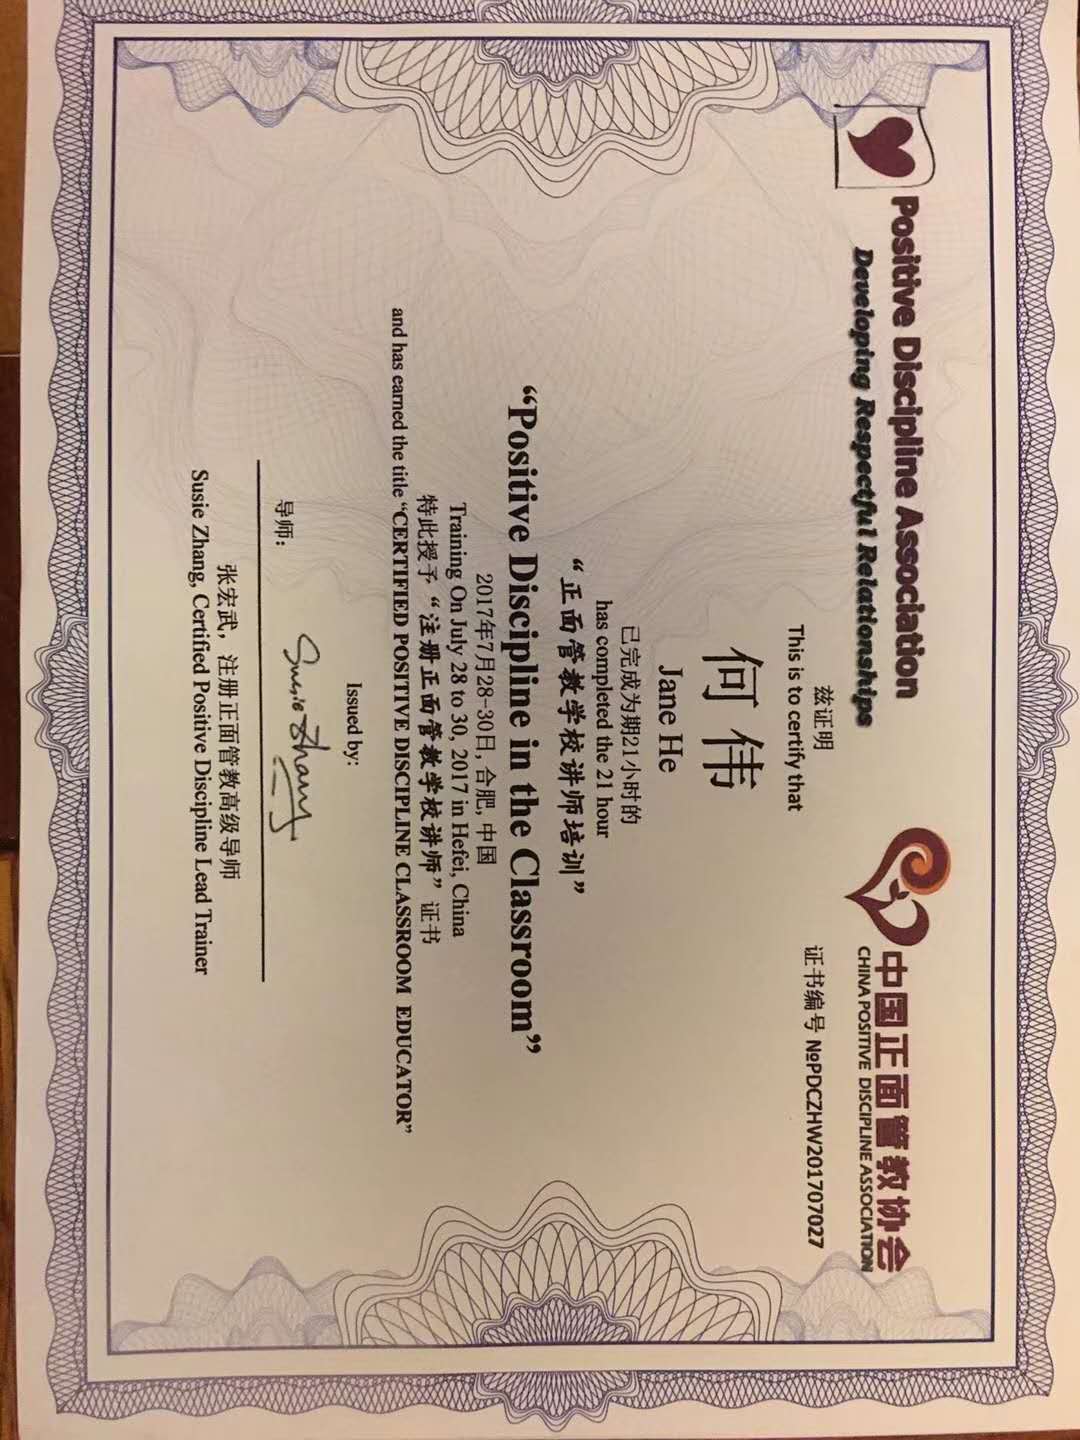 Positive Discipline Association
Developing Respectful Relationships
中国正面管教协会
CHINA POSITIVE DISCIPLINE ASSOCIATION
证书编号 №PDCZHW201707027
兹证明
This is to certify that
何伟
Jane He
已完成为期21小时的
has completed the 21 hour
“正面管教学校讲师培训”
“Positive Discipline in the Classroom”
2017年7月28-30日, 合肥, 中国
Training On July 28 to 30, 2017 in Hefei, China
特此授予“注册正面管教学校讲师”证书
and has earned the title “CERTIFIED POSITIVE DISCIPLINE CLASSROOM EDUCATOR”
Issued by:
导师:
Susie Zhang
张宏武，注册正面管教高级导师
Susie Zhang, Certified Positive Discipline Lead Trainer